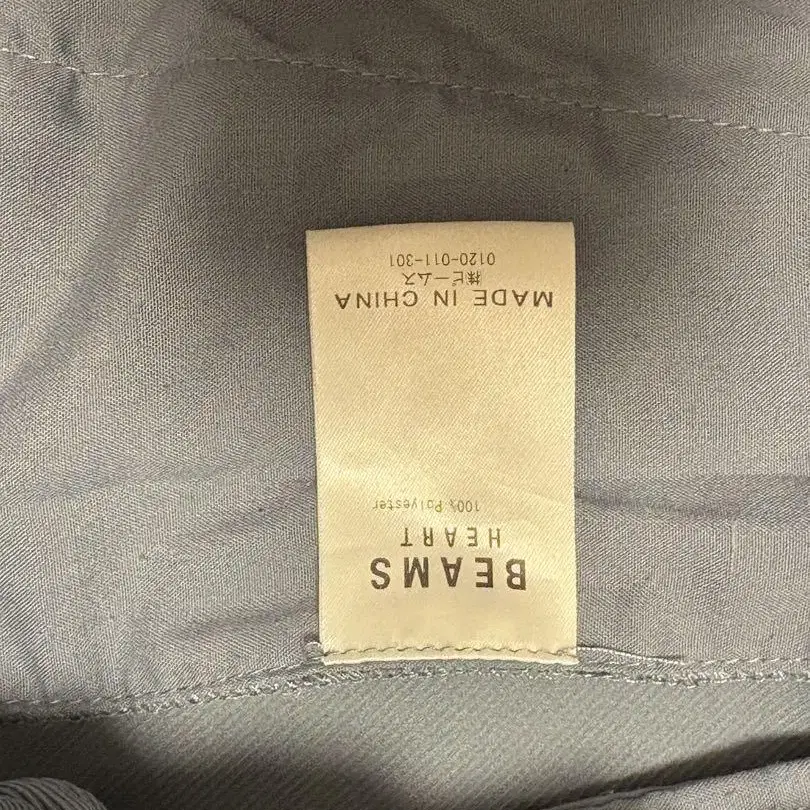 BEAMS
HEART
100% Polyester
MADE IN CHINA
㈱ビームス
0120-011-301